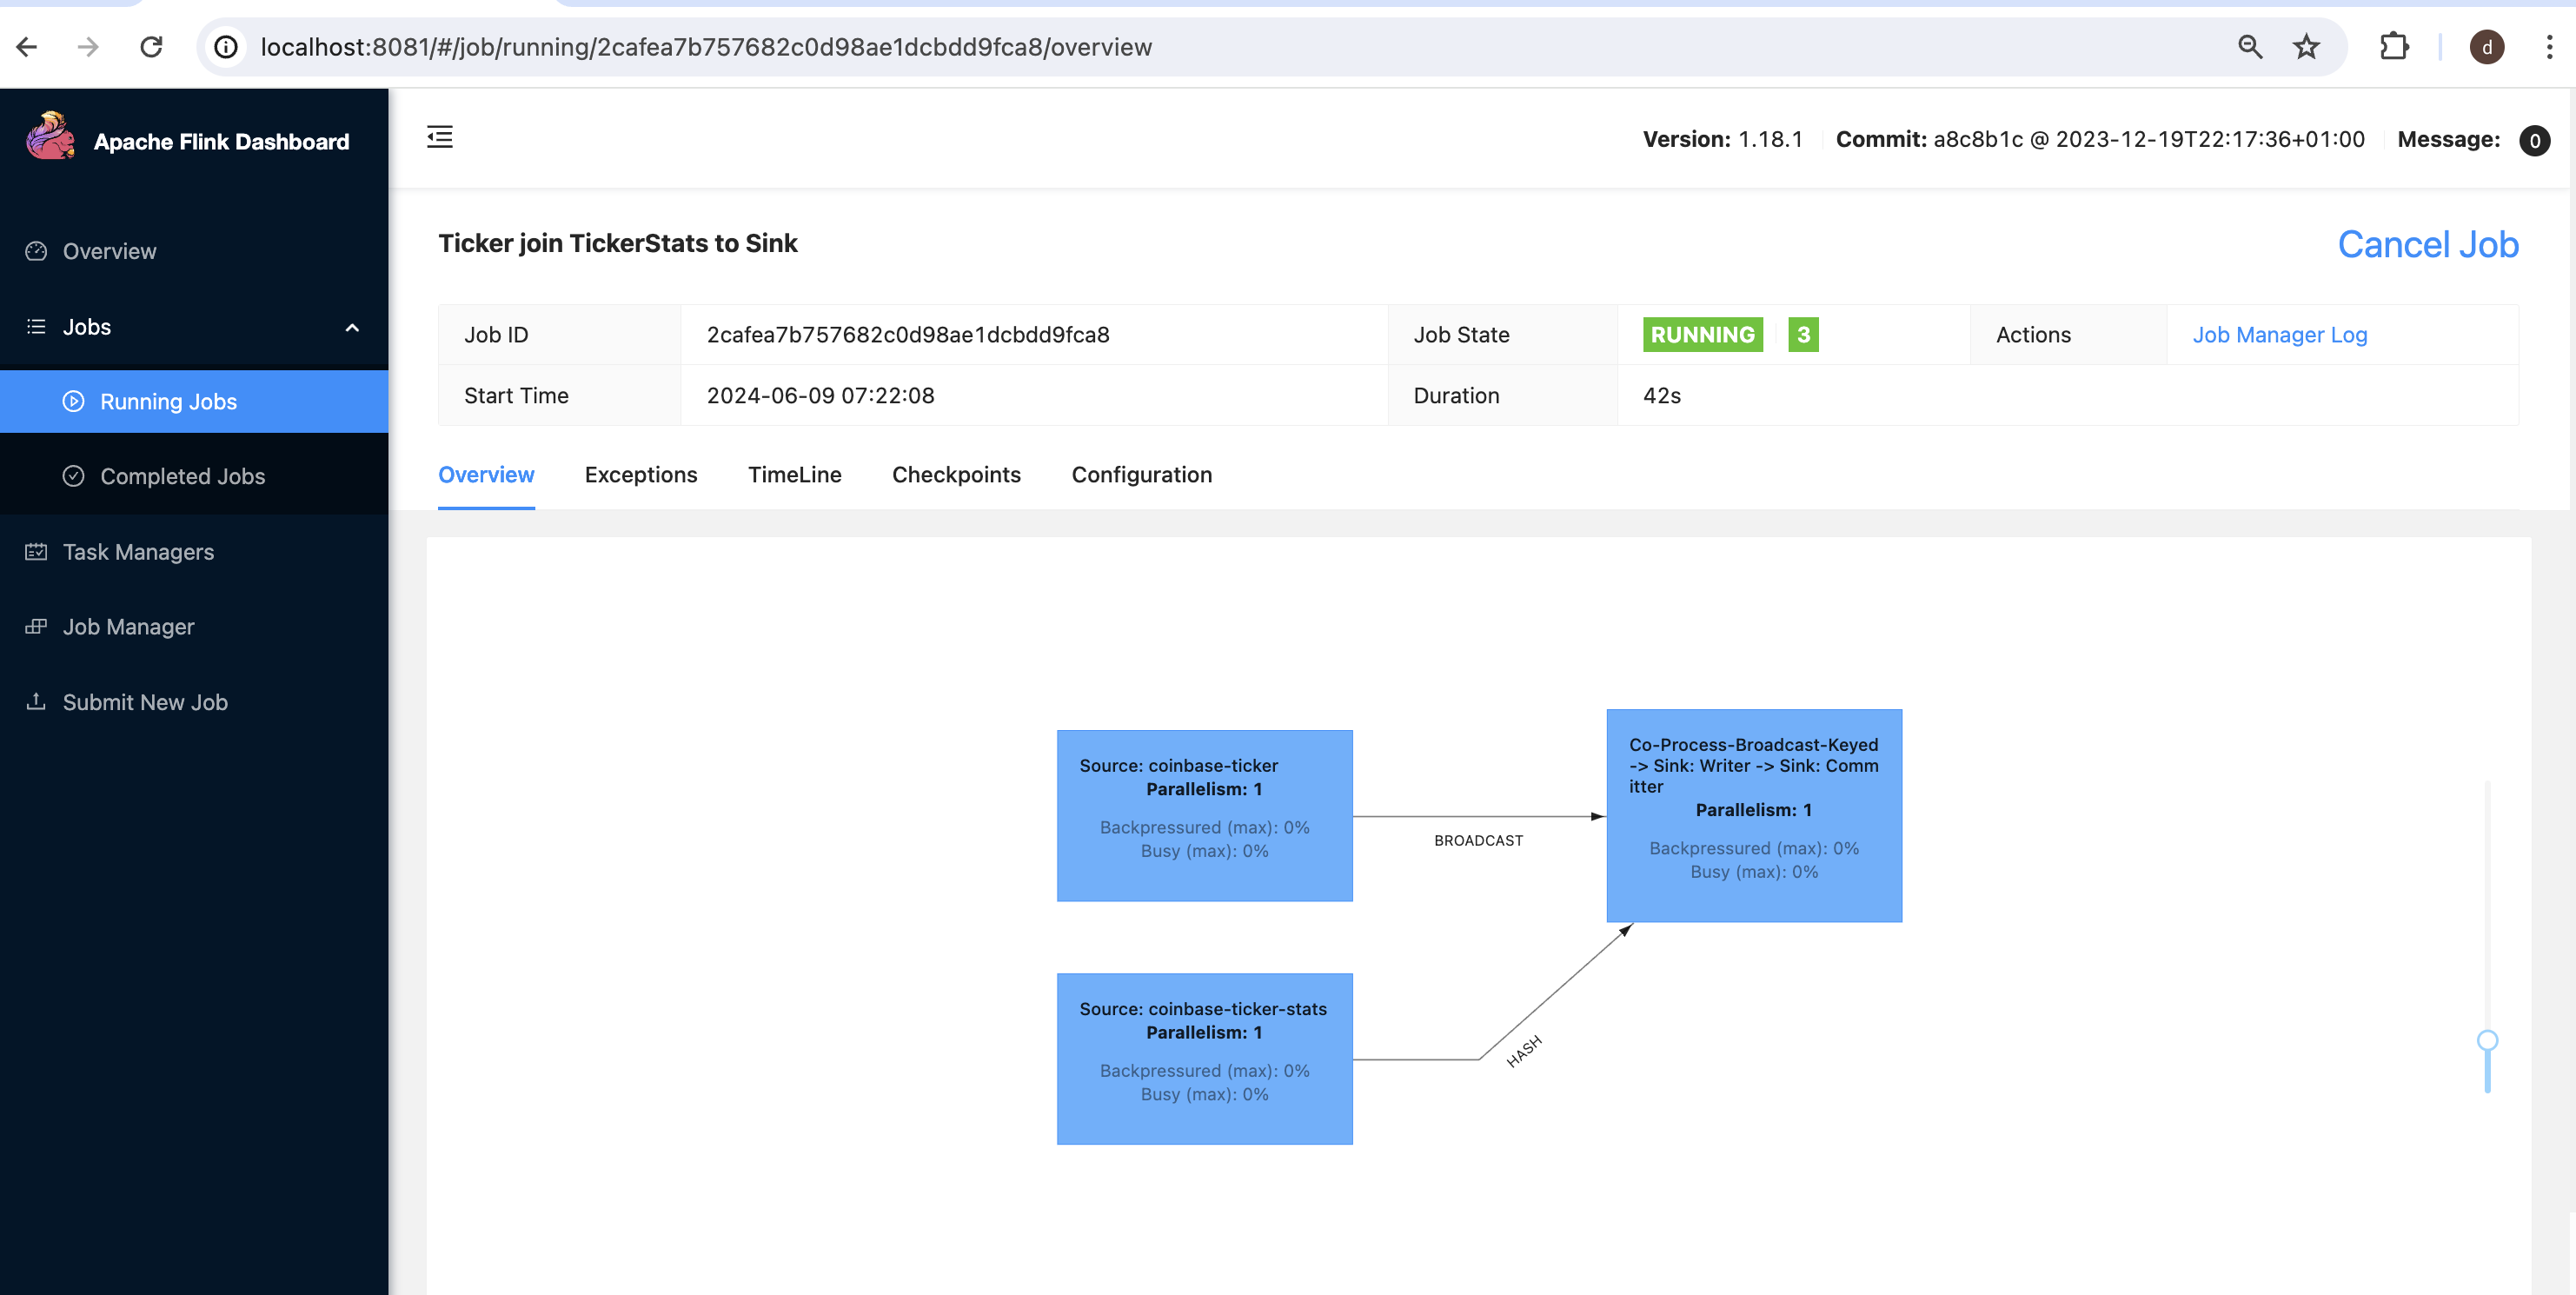 localhost:8081/#/job/running/2cafea7b757682c0d98ae1dcbdd9fca8/overview
d
Apache Flink Dashboard
Version: 1.18.1 Commit: a8c8b1c @ 2023-12-19T22:17:36+01:00 Message: 0
Overview
Jobs
Running Jobs
Completed Jobs
Task Managers
Job Manager
Submit New Job
Ticker join TickerStats to Sink
Cancel Job
Job ID 2cafea7b757682c0d98ae1dcbdd9fca8 Job State RUNNING 3 Actions Job Manager Log
Start Time 2024-06-09 07:22:08 Duration 42s
Overview Exceptions TimeLine Checkpoints Configuration
Source: coinbase-ticker
Parallelism: 1
Backpressured (max): 0%
Busy (max): 0%
BROADCAST
Co-Process-Broadcast-Keyed
-> Sink: Writer -> Sink: Comm
itter
Parallelism: 1
Backpressured (max): 0%
Busy (max): 0%
Source: coinbase-ticker-stats
Parallelism: 1
Backpressured (max): 0%
Busy (max): 0%
HASH